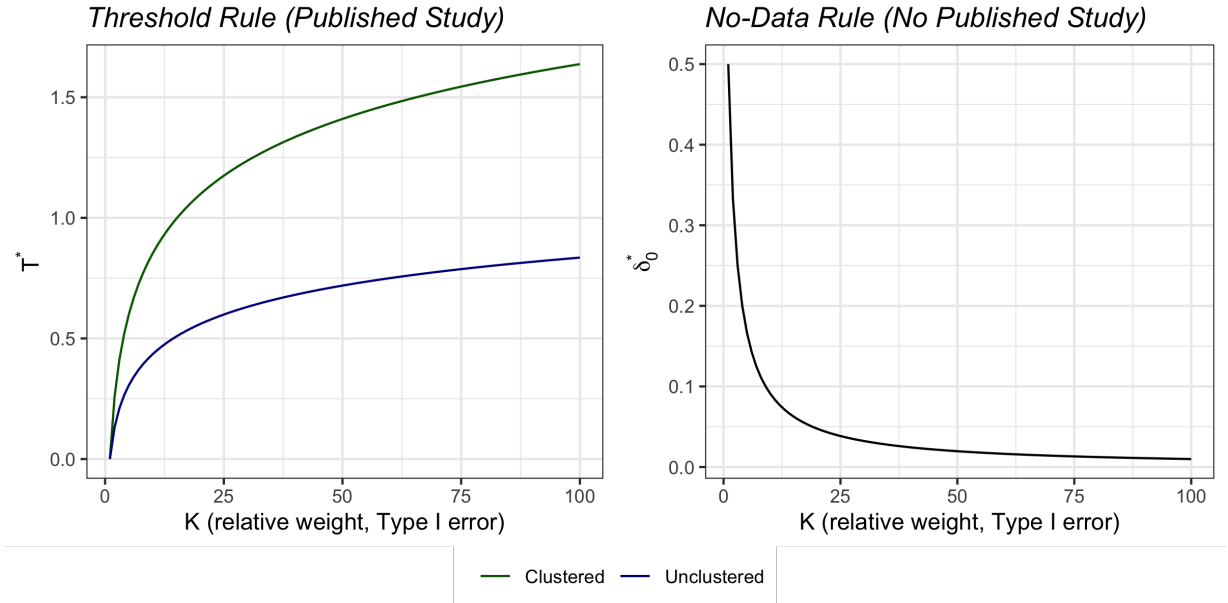 Threshold Rule (Published Study)
1.5
1.0
0.5
0.0
T*
0
25
50
75
100
K (relative weight, Type I error)
No-Data Rule (No Published Study)
0.5
0.4
0.3
0.2
0.1
0.0
δ₀*
0
25
50
75
100
K (relative weight, Type I error)
Clustered
Unclustered